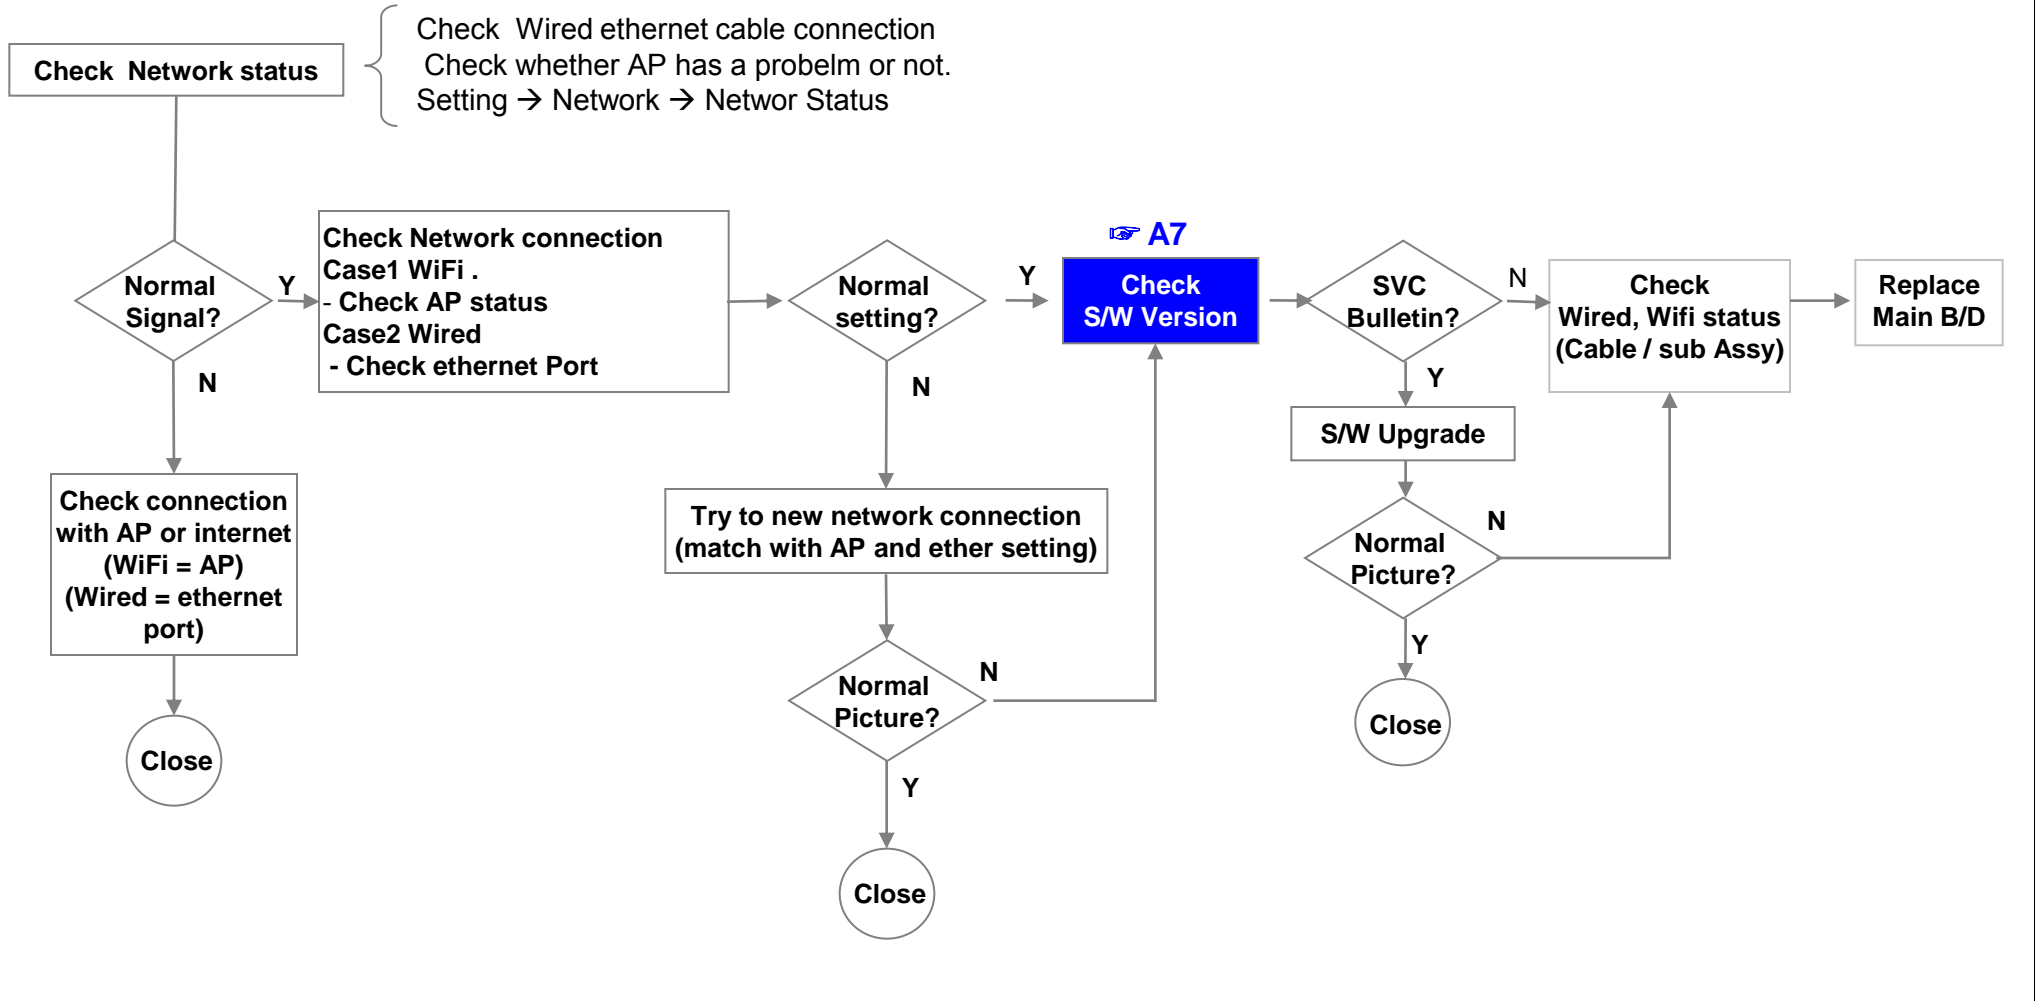 Check  Wired ethernet cable connection
Check whether AP has a probelm or not.
Setting → Network → Networ Status
Check  Network status
Normal
Signal?
Y
N
Check Network connection
Case1 WiFi .
- Check AP status
Case2 Wired
- Check ethernet Port
Check connection
with AP or internet
(WiFi = AP)
(Wired = ethernet
port)
Close
Normal
setting?
Y
N
Try to new network connection
(match with AP and ether setting)
Normal
Picture?
N
Y
Close
☞ A7
Check
S/W Version
SVC
Bulletin?
N
Y
S/W Upgrade
Normal
Picture?
N
Y
Close
Check
Wired, Wifi status
(Cable / sub Assy)
Replace
Main B/D